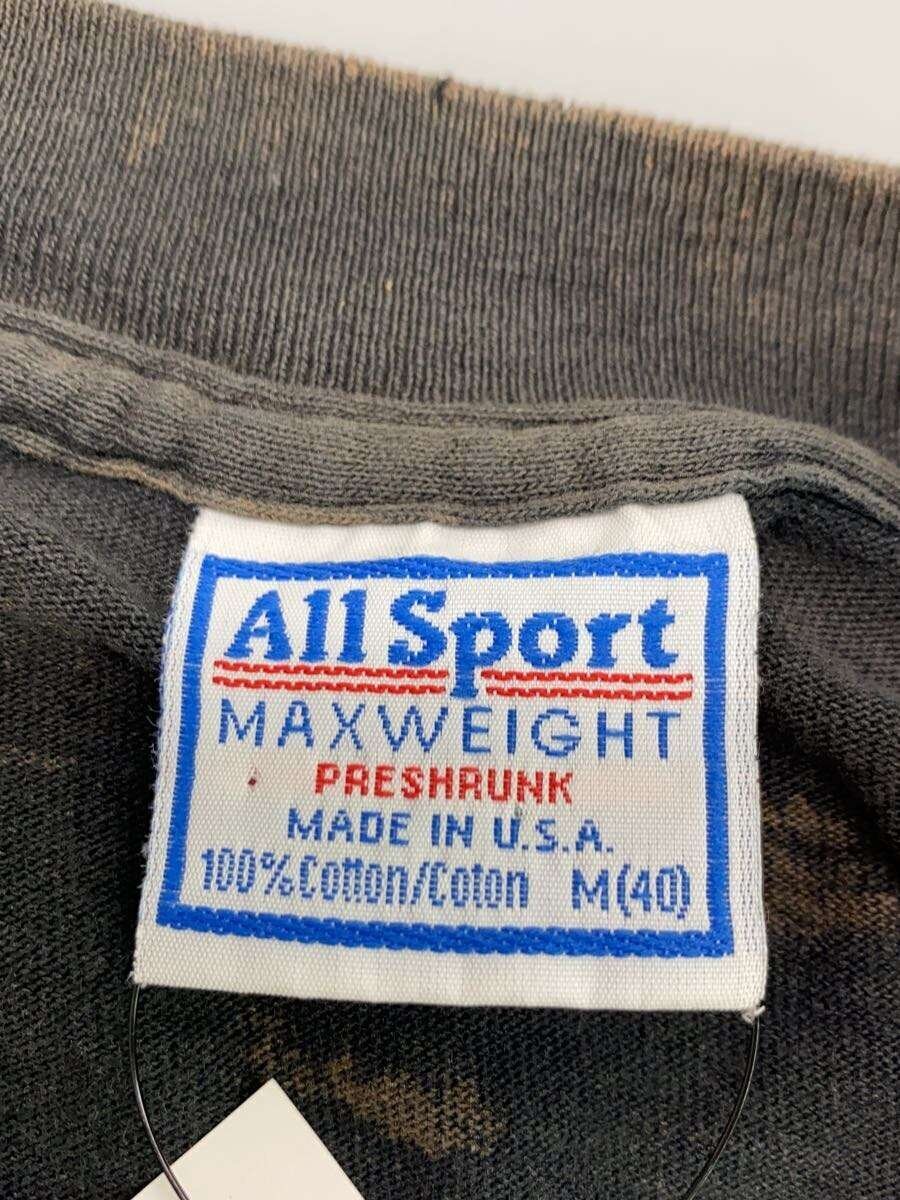 All Sport
MAXWEIGHT
PRESHRUNK
MADE IN U.S.A.
100% Cotton/Coton M(40)